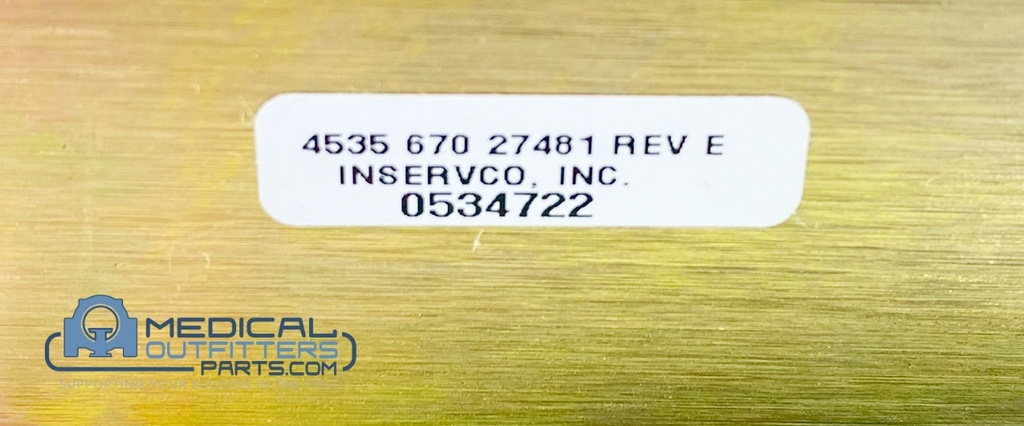 4535 670 27481 REV E
INSERVCO, INC.
0534722
MEDICAL
OUTFITTERS
PARTS.COM